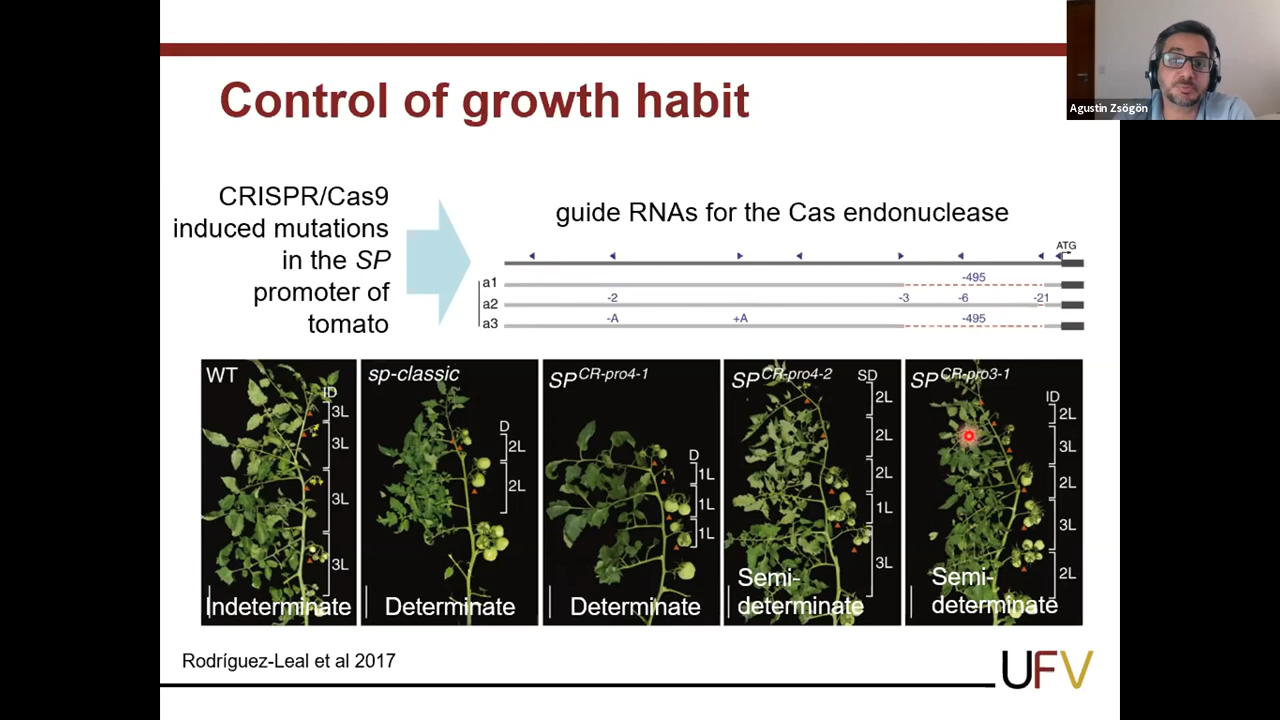 Agustin Zsögön
Control of growth habit
CRISPR/Cas9
induced mutations
in the SP
promoter of
tomato
guide RNAs for the Cas endonuclease
ATG
a1
-495
a2
-2
-3
-6
-21
a3
-A
+A
-495
WT
ID
3L
3L
3L
3L
Indeterminate
sp-classic
D
2L
2L
Determinate
SP CR-pro4-1
D
1L
1L
1L
Determinate
SP CR-pro4-2
SD
2L
2L
2L
1L
3L
Semi-
determinate
SP CR-pro3-1
ID
2L
3L
2L
3L
2L
Semi-
determinate
Rodríguez-Leal et al 2017
UFV